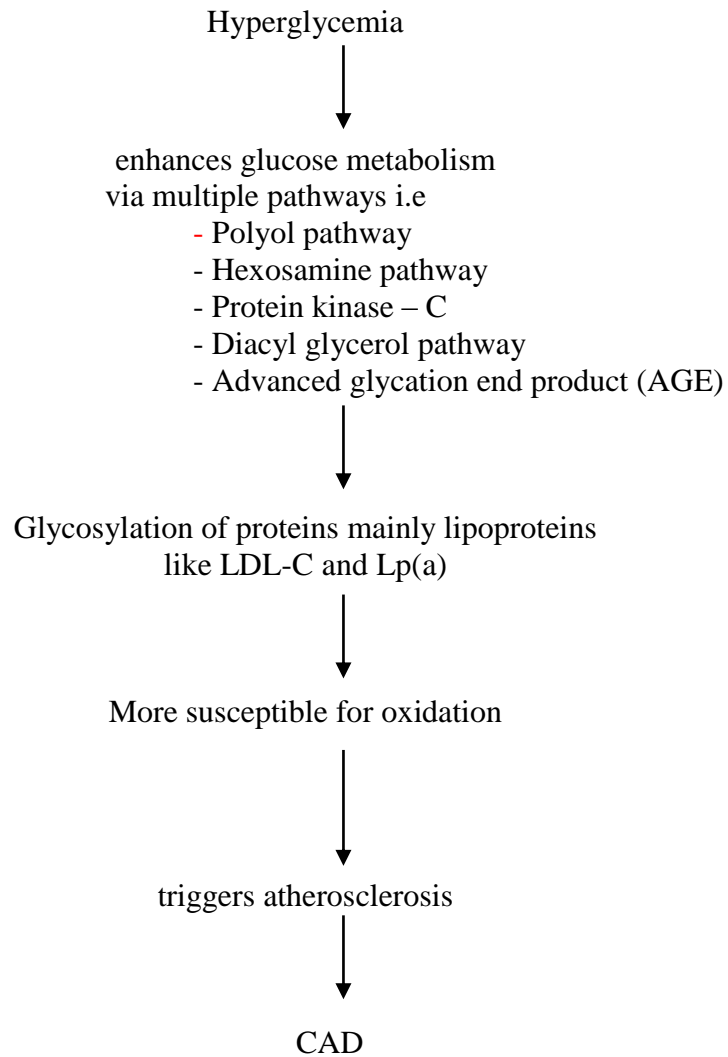 Hyperglycemia
enhances glucose metabolism
via multiple pathways i.e
- Polyol pathway
- Hexosamine pathway
- Protein kinase – C
- Diacyl glycerol pathway
- Advanced glycation end product (AGE)
Glycosylation of proteins mainly lipoproteins
like LDL-C and Lp(a)
More susceptible for oxidation
triggers atherosclerosis
CAD